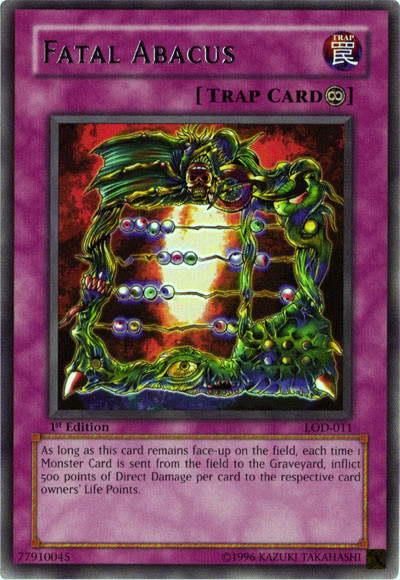 FATAL ABACUS
TRAP
罠
[TRAP CARD∞]
1st Edition
LOD-011
As long as this card remains face-up on the field, each time 1
Monster Card is sent from the field to the Graveyard, inflict
500 points of Direct Damage per card to the respective card
owners' Life Points.
77910045
©1996 KAZUKI TAKAHASHI